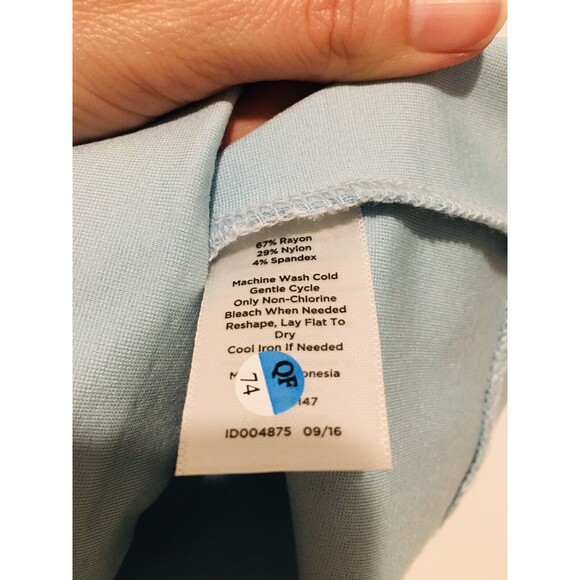 67% Rayon
29% Nylon
4% Spandex
Machine Wash Cold
Gentle Cycle
Only Non-Chlorine
Bleach When Needed
Reshape, Lay Flat To
Dry
Cool Iron If Needed
QF
74
147
ID004875 09/16